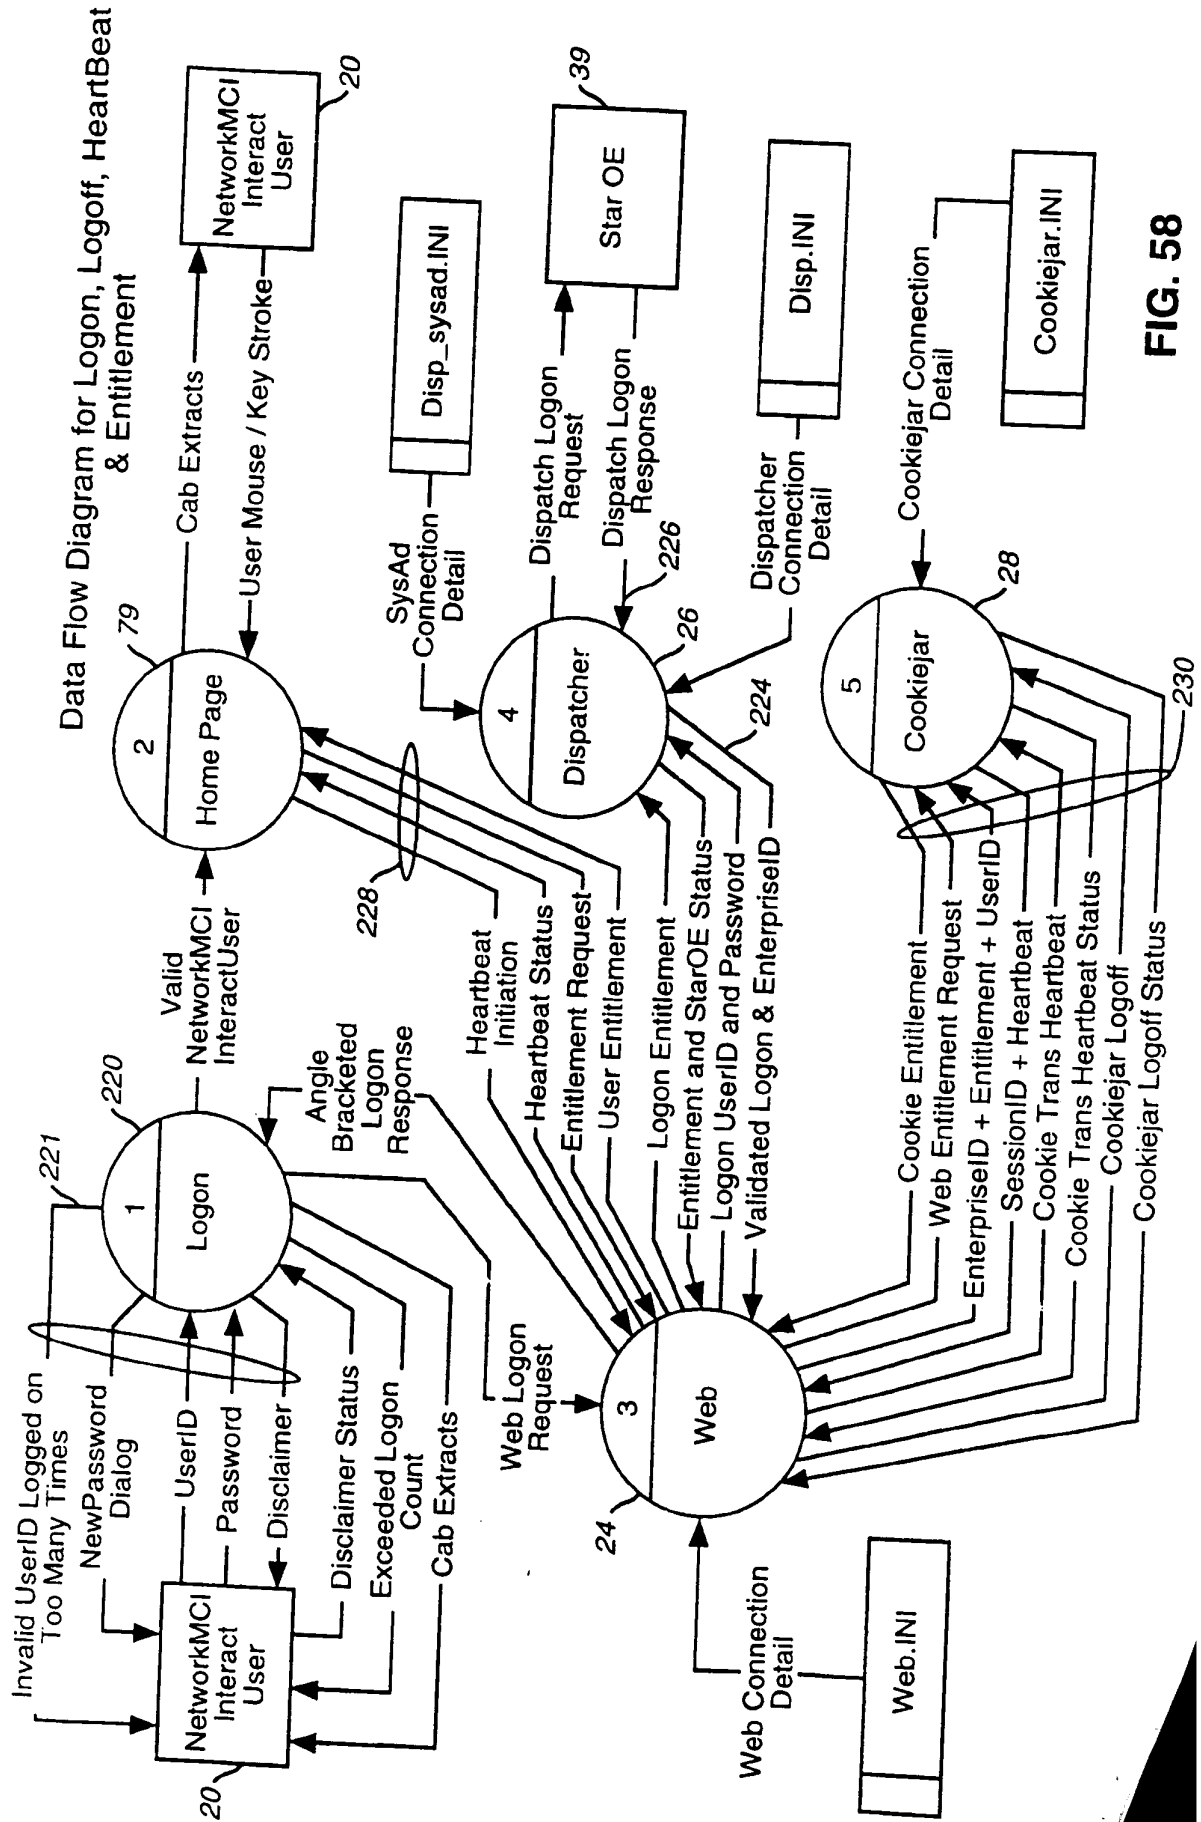 Data Flow Diagram for Logon, Logoff, HeartBeat
& Entitlement
Invalid UserID Logged on
Too Many Times
NewPassword
Dialog
UserID
Password
Disclaimer
Disclaimer Status
Exceeded Logon
Count
Cab Extracts
NetworkMCI
Interact
User
20
221
220
1
Logon
Valid
NetworkMCI
InteractUser
79
2
Home Page
Cab Extracts
User Mouse / Key Stroke
NetworkMCI
Interact
User
20
Angle
Bracketed
Logon
Response
Web Logon
Request
228
Heartbeat
Initiation
Heartbeat Status
Entitlement Request
User Entitlement
SysAd
Connection
Detail
Disp_sysad.INI
4
Dispatcher
26
226
224
Dispatch Logon
Request
Dispatch Logon
Response
Star OE
39
Dispatcher
Connection
Detail
DIsp.INI
Logon Entitlement
Entitlement and StarOE Status
Logon UserID and Password
Validated Logon & EnterpriseID
24
3
Web
Web Connection
Detail
Web.INI
5
Cookiejar
28
230
Cookiejar Connection
Detail
Cookiejar.INI
Cookie Entitlement
Web Entitlement Request
EnterpriseID + Entitlement + UserID
SessionID + Heartbeat
Cookie Trans Heartbeat
Cookie Trans Heartbeat Status
Cookiejar Logoff
Cookiejar Logoff Status
FIG. 58